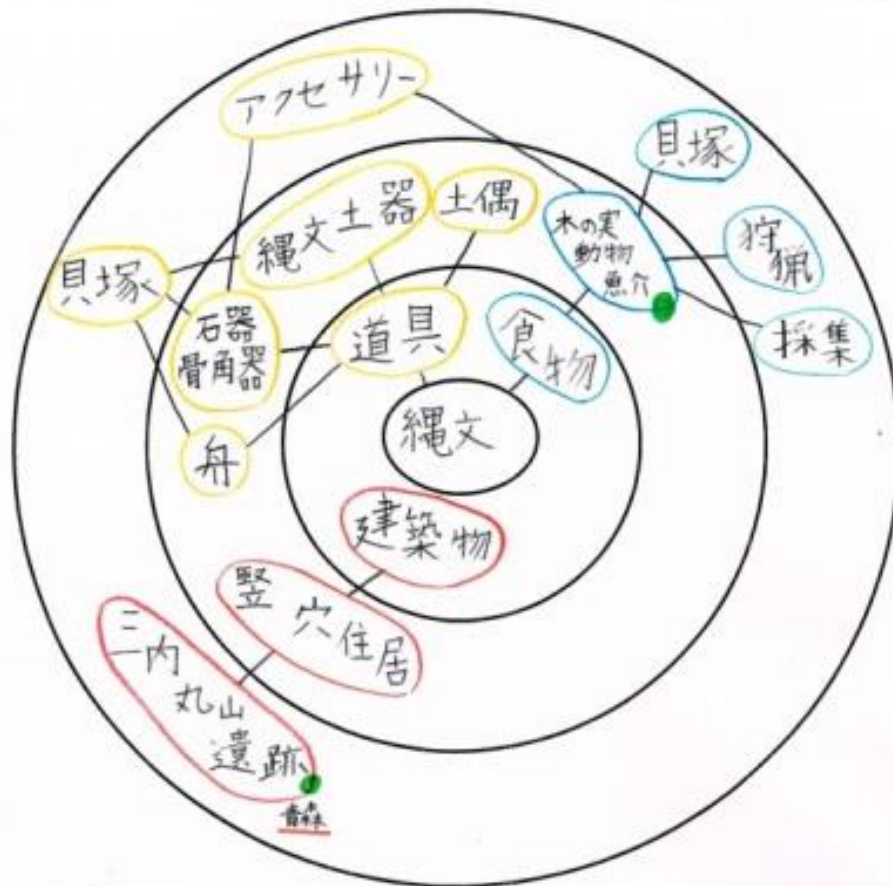 アクセサリー
貝塚
縄文土器
土偶
木の実
動物
魚介
狩
猟
貝塚
石器
骨角器
道具
食物
採集
縄文
舟
建築物
竪穴住居
三内
丸山
遺跡
青森